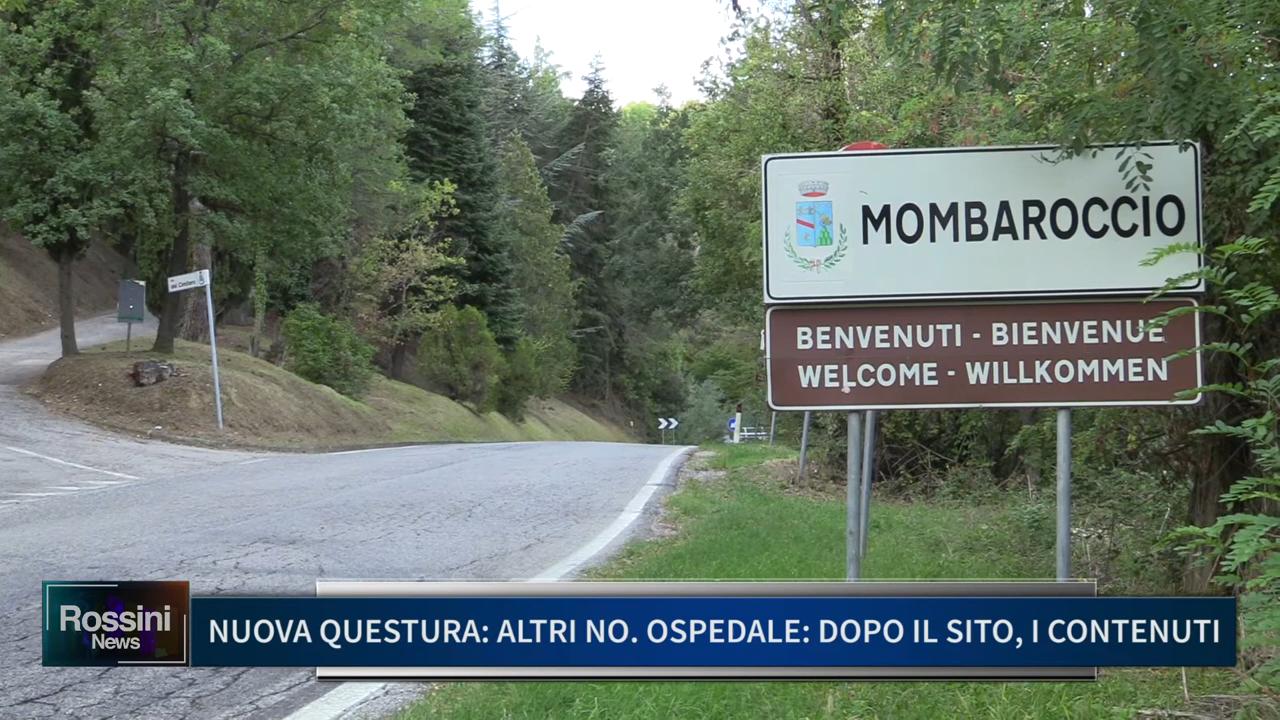 MOMBAROCCIO
BENVENUTI - BIENVENUE
WELCOME - WILLKOMMEN
Rossini
News
NUOVA QUESTURA: ALTRI NO. OSPEDALE: DOPO IL SITO, I CONTENUTI